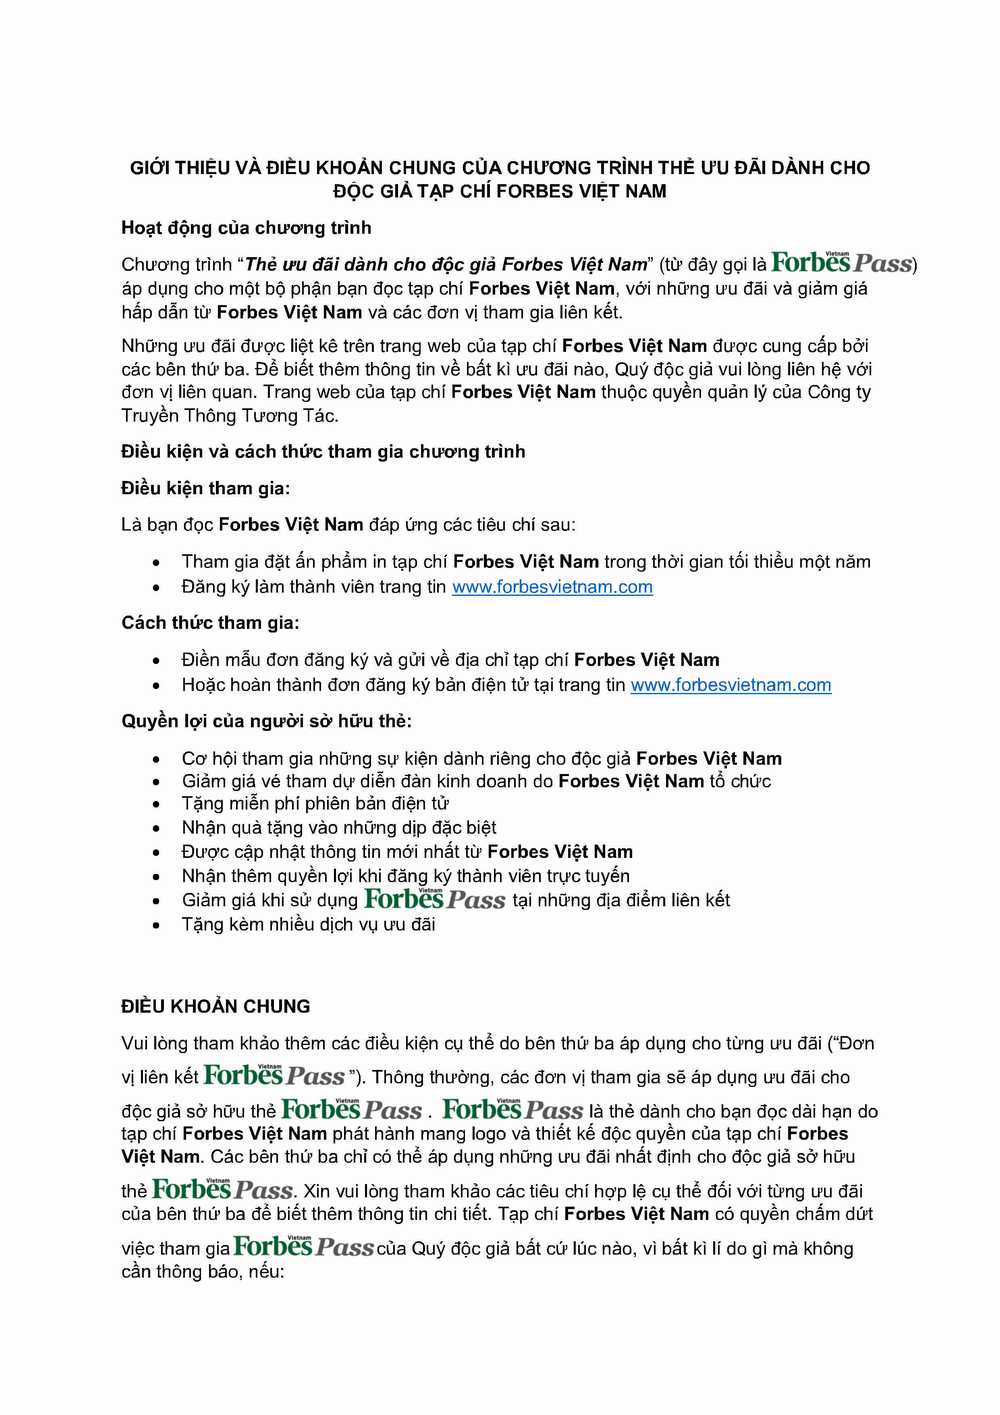 GIỚI THIỆU VÀ ĐIỀU KHOẢN CHUNG CỦA CHƯƠNG TRÌNH THẺ ƯU ĐÃI DÀNH CHO
ĐỘC GIẢ TẠP CHÍ FORBES VIỆT NAM
Hoạt động của chương trình
Chương trình “Thẻ ưu đãi dành cho độc giả Forbes Việt Nam” (từ đây gọi là Forbes Vietnam Pass)
áp dụng cho một bộ phận bạn đọc tạp chí Forbes Việt Nam, với những ưu đãi và giảm giá
hấp dẫn từ Forbes Việt Nam và các đơn vị tham gia liên kết.
Những ưu đãi được liệt kê trên trang web của tạp chí Forbes Việt Nam được cung cấp bởi
các bên thứ ba. Để biết thêm thông tin về bất kì ưu đãi nào, Quý độc giả vui lòng liên hệ với
đơn vị liên quan. Trang web của tạp chí Forbes Việt Nam thuộc quyền quản lý của Công ty
Truyền Thông Tương Tác.
Điều kiện và cách thức tham gia chương trình
Điều kiện tham gia:
Là bạn đọc Forbes Việt Nam đáp ứng các tiêu chí sau:
• Tham gia đặt ấn phẩm in tạp chí Forbes Việt Nam trong thời gian tối thiểu một năm
• Đăng ký làm thành viên trang tin www.forbesvietnam.com
Cách thức tham gia:
• Điền mẫu đơn đăng ký và gửi về địa chỉ tạp chí Forbes Việt Nam
• Hoặc hoàn thành đơn đăng ký bản điện tử tại trang tin www.forbesvietnam.com
Quyền lợi của người sở hữu thẻ:
• Cơ hội tham gia những sự kiện dành riêng cho độc giả Forbes Việt Nam
• Giảm giá vé tham dự diễn đàn kinh doanh do Forbes Việt Nam tổ chức
• Tặng miễn phí phiên bản điện tử
• Nhận quà tặng vào những dịp đặc biệt
• Được cập nhật thông tin mới nhất từ Forbes Việt Nam
• Nhận thêm quyền lợi khi đăng ký thành viên trực tuyến
• Giảm giá khi sử dụng Forbes Vietnam Pass tại những địa điểm liên kết
• Tặng kèm nhiều dịch vụ ưu đãi
ĐIỀU KHOẢN CHUNG
Vui lòng tham khảo thêm các điều kiện cụ thể do bên thứ ba áp dụng cho từng ưu đãi (“Đơn
vị liên kết Forbes Vietnam Pass ”). Thông thường, các đơn vị tham gia sẽ áp dụng ưu đãi cho
độc giả sở hữu thẻ Forbes Vietnam Pass . Forbes Vietnam Pass là thẻ dành cho bạn đọc dài hạn do
tạp chí Forbes Việt Nam phát hành mang logo và thiết kế độc quyền của tạp chí Forbes
Việt Nam. Các bên thứ ba chỉ có thể áp dụng những ưu đãi nhất định cho độc giả sở hữu
thẻ Forbes Vietnam Pass. Xin vui lòng tham khảo các tiêu chí hợp lệ cụ thể đối với từng ưu đãi
của bên thứ ba để biết thêm thông tin chi tiết. Tạp chí Forbes Việt Nam có quyền chấm dứt
việc tham gia Forbes Vietnam Pass của Quý độc giả bất cứ lúc nào, vì bất kì lí do gì mà không
cần thông báo, nếu: